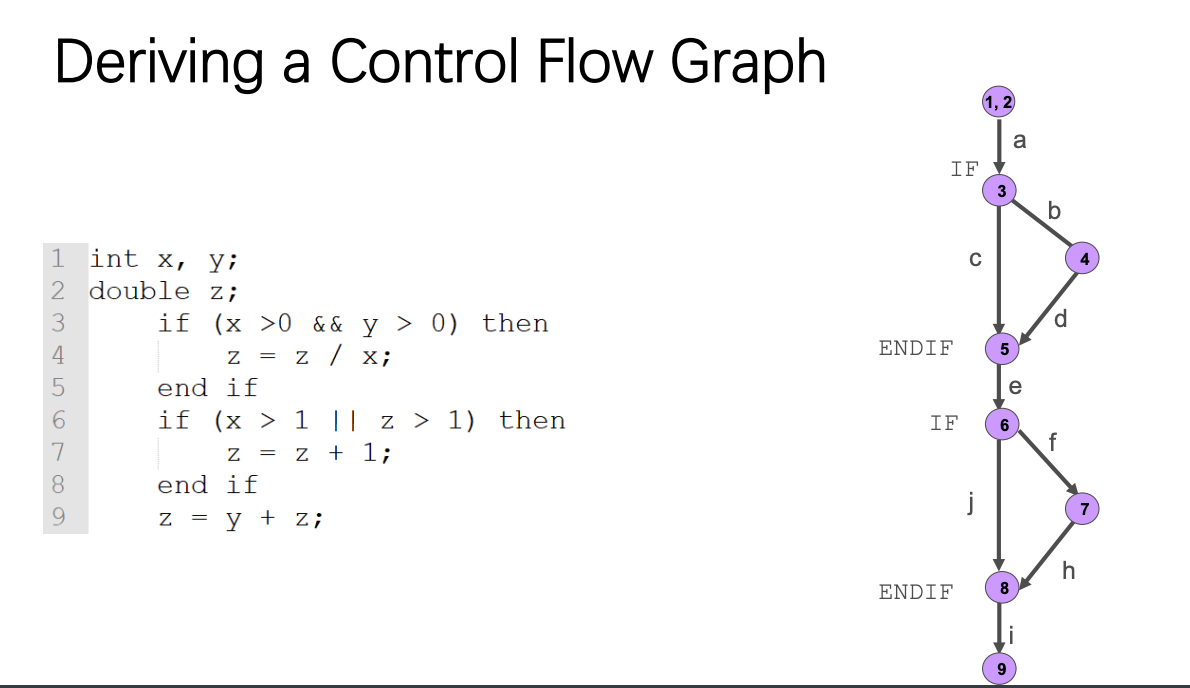 Deriving a Control Flow Graph
1 int x, y;
2 double z;
3 if (x >0 && y > 0) then
4 z = z / x;
5 end if
6 if (x > 1 || z > 1) then
7 z = z + 1;
8 end if
9 z = y + z;
1, 2
a
IF
3
b
c
4
d
ENDIF
5
e
IF
6
f
j
7
h
ENDIF
8
i
9